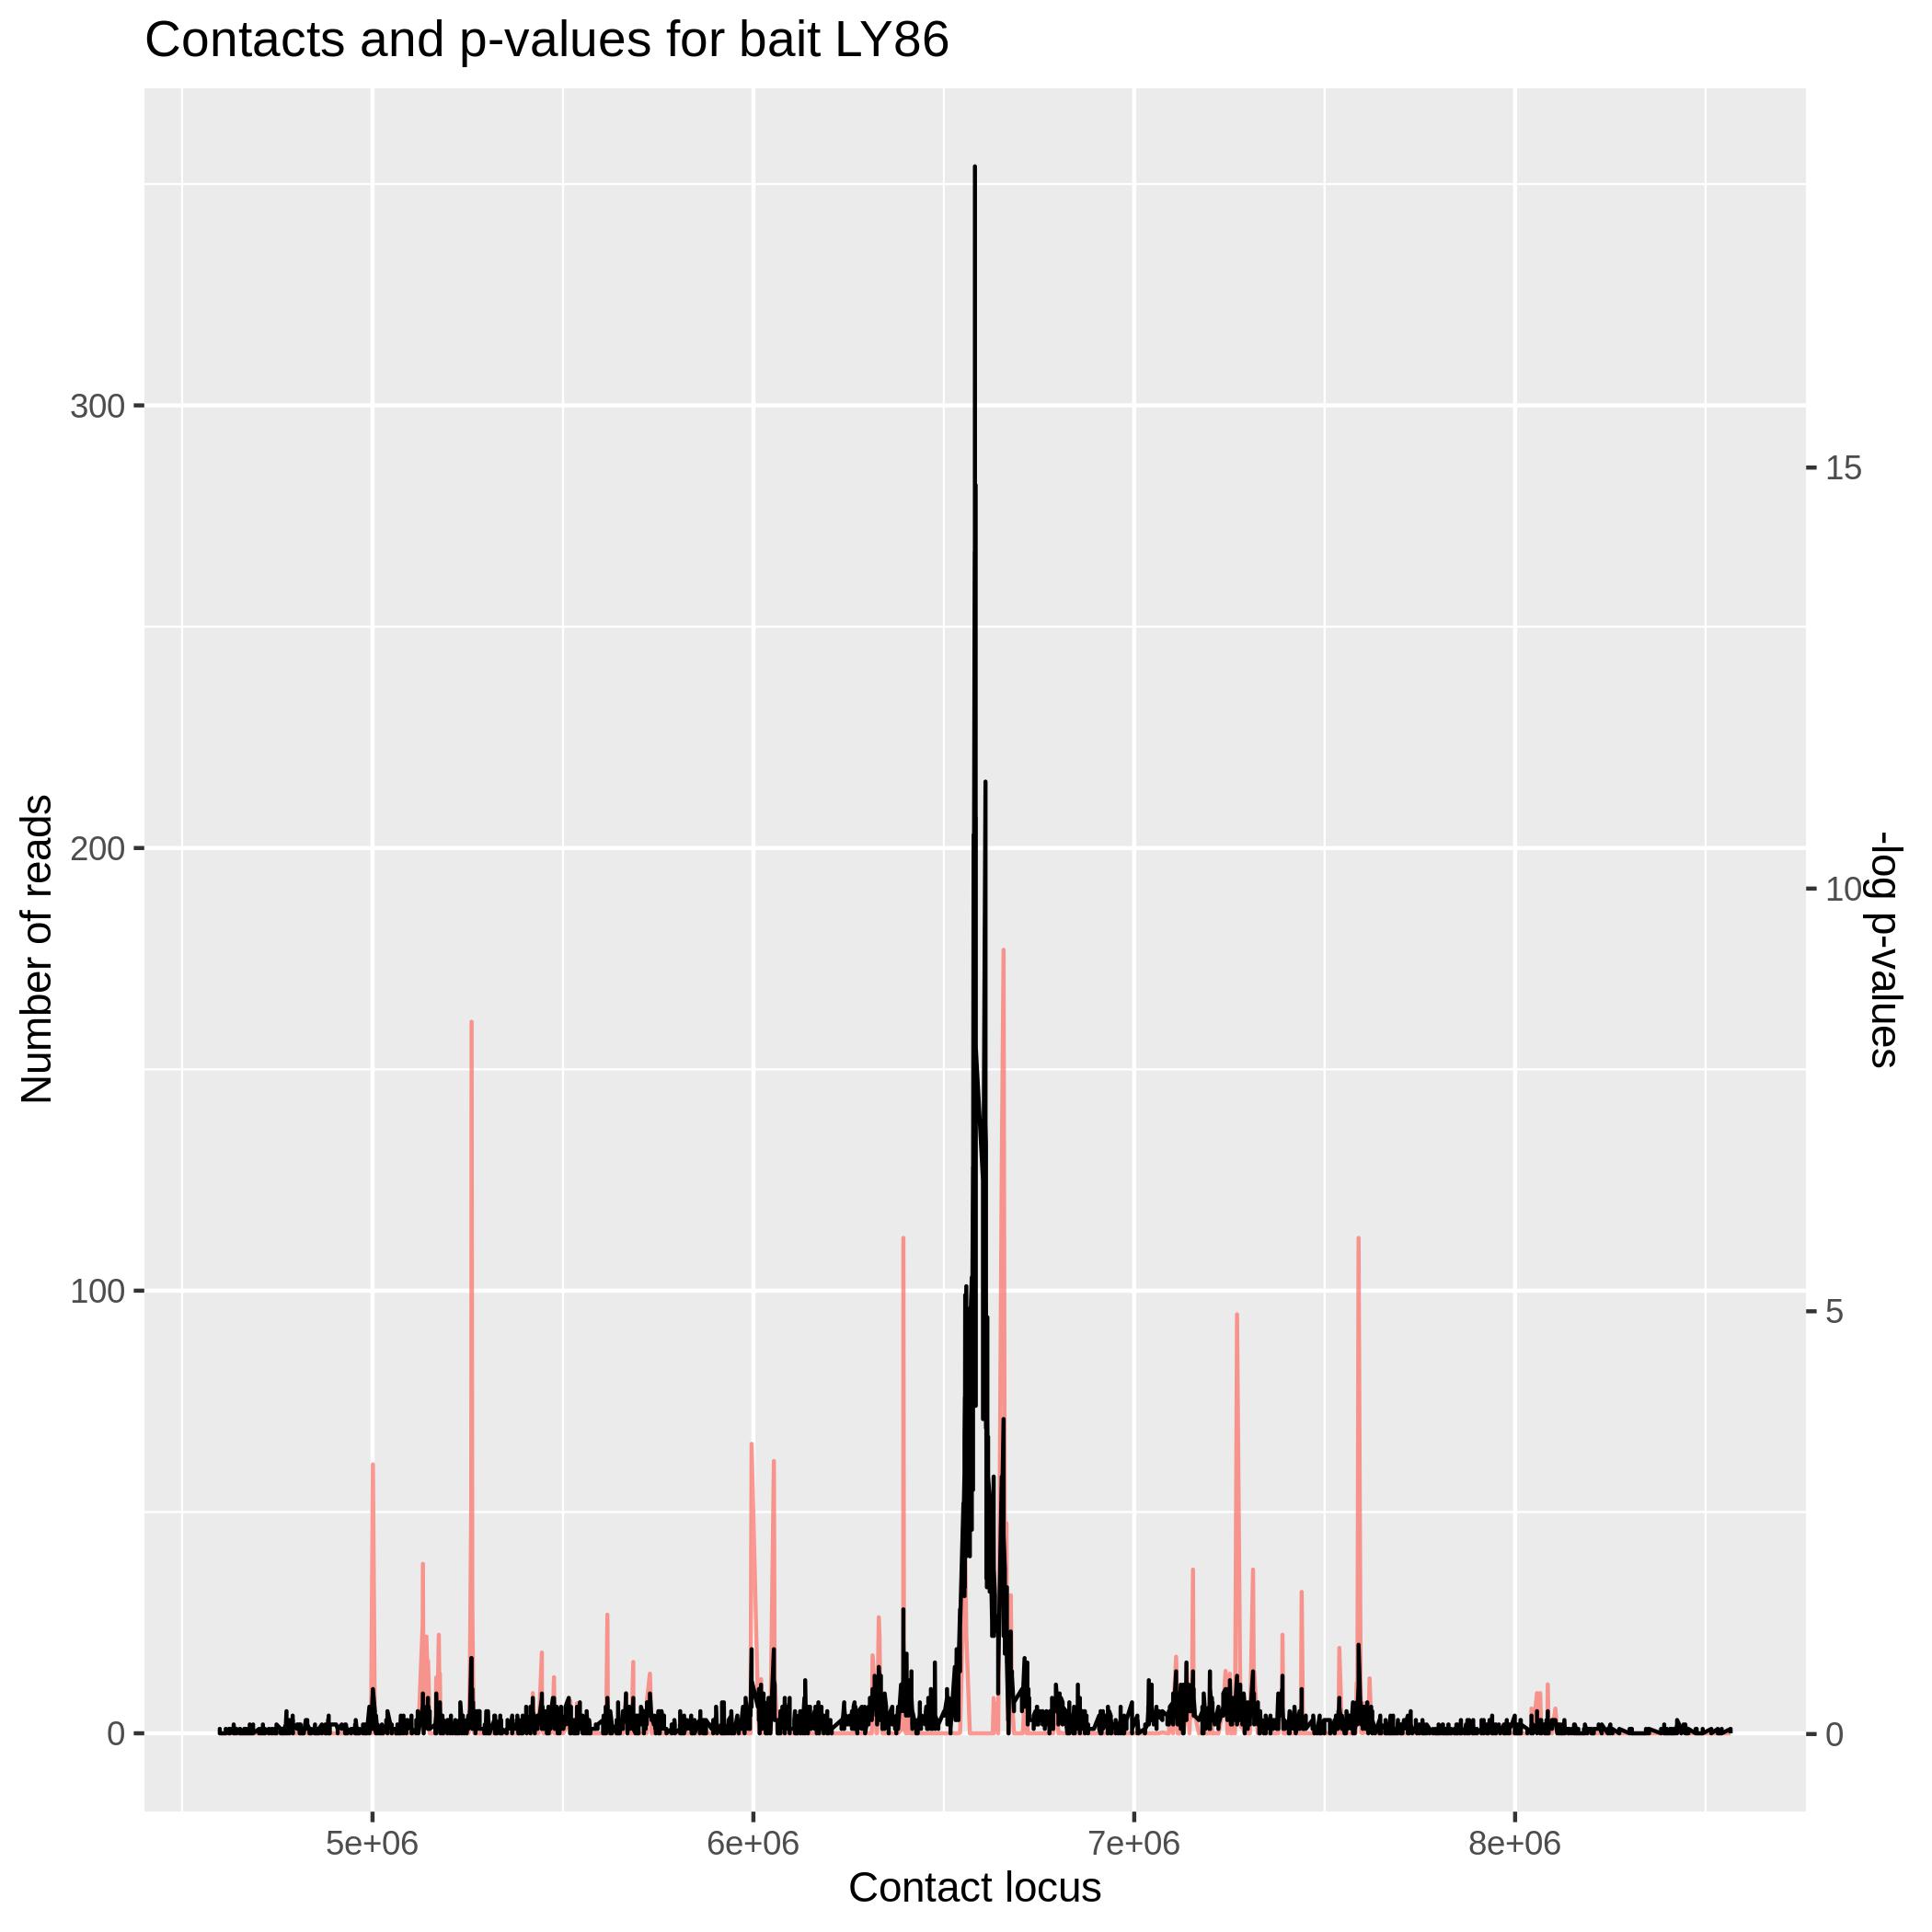 Contacts and p-values for bait LY86
Number of reads
300
200
100
0
15
10
5
0
-log p-values
5e+06 6e+06 7e+06 8e+06
Contact locus